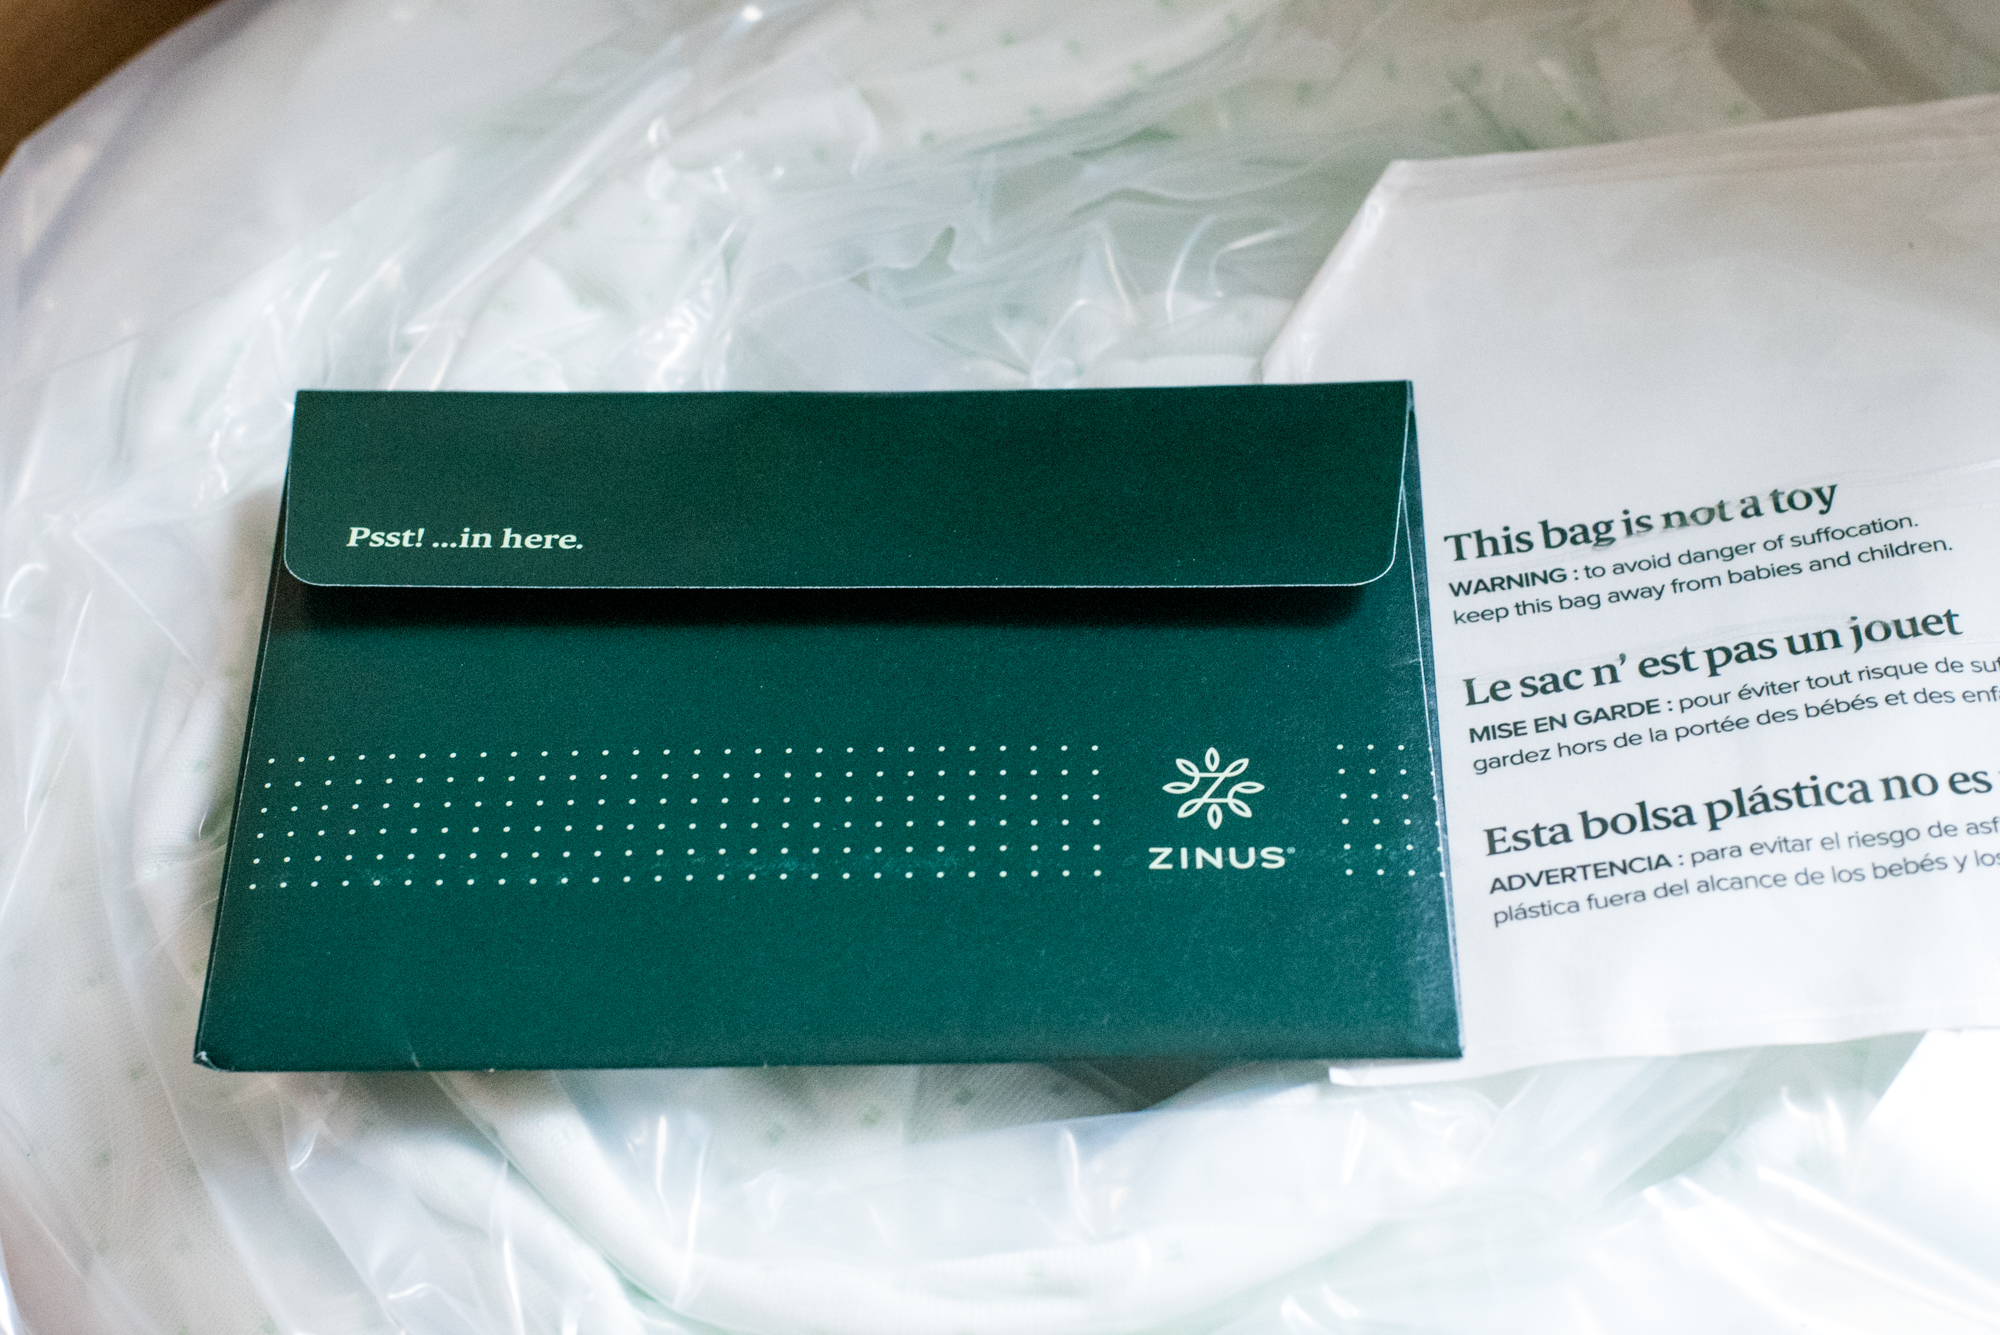 Psst! ...in here.
ZINUS®
This bag is not a toy
WARNING : to avoid danger of suffocation.
keep this bag away from babies and children.
Le sac n' est pas un jouet
MISE EN GARDE : pour éviter tout risque de
gardez hors de la portée des bébés et des
Esta bolsa plástica no es
ADVERTENCIA : para evitar el riesgo de
plástica fuera del alcance de los bebés y